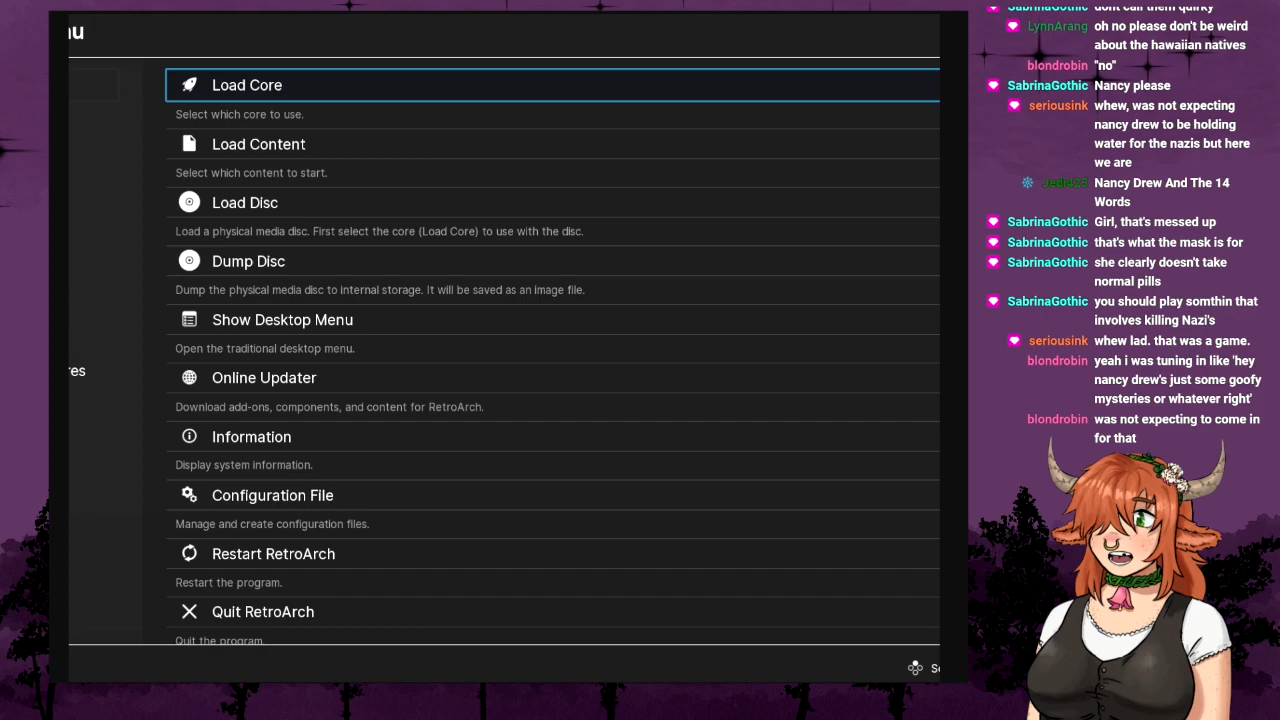 Load Core
Select which core to use.
Load Content
Select which content to start.
Load Disc
Load a physical media disc. First select the core (Load Core) to use with the disc.
Dump Disc
Dump the physical media disc to internal storage. It will be saved as an image file.
Show Desktop Menu
Open the traditional desktop menu.
Online Updater
res
Download add-ons, components, and content for RetroArch.
Information
Display system information.
Configuration File
Manage and create configuration files.
Restart RetroArch
Restart the program.
Quit RetroArch
Quit the program.
SabrinaGothic dont call them quirky
LynnArang oh no please don't be weird
about the hawaiian natives
blondrobin "no"
SabrinaGothic Nancy please
seriousink whew, was not expecting
nancy drew to be holding
water for the nazis but here
we are
Nancy Drew And The 14
Words
SabrinaGothic Girl, that's messed up
SabrinaGothic that's what the mask is for
SabrinaGothic she clearly doesn't take
normal pills
SabrinaGothic you should play somthin that
involves killing Nazi's
seriousink whew lad. that was a game.
blondrobin yeah i was tuning in like 'hey
nancy drew's just some goofy
mysteries or whatever right'
blondrobin was not expecting to come in
for that